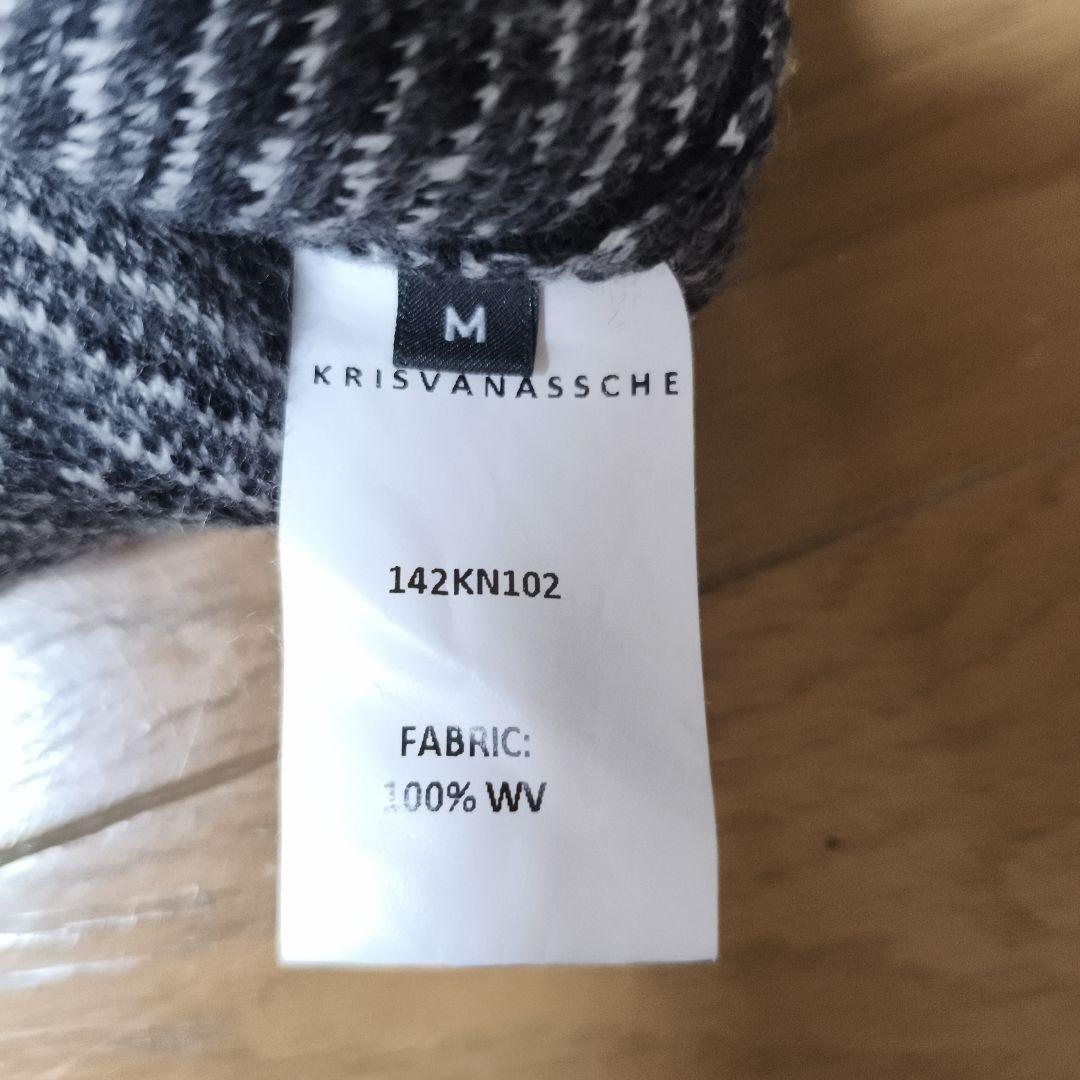 M
KRISVANASSCHE
142KN102
FABRIC:
100% WV